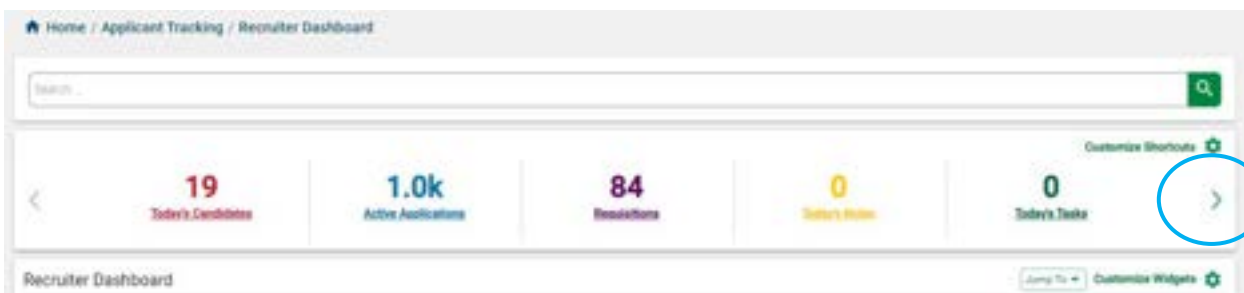 Home / Applicant Tracking / Recruiter Dashboard
Search ...
Customize Shortcuts
19 1.0k 84 0 0
Today's Candidates Active Applications Requisitions Today's Notes Today's Tasks
Recruiter Dashboard Jump To Customize Widgets